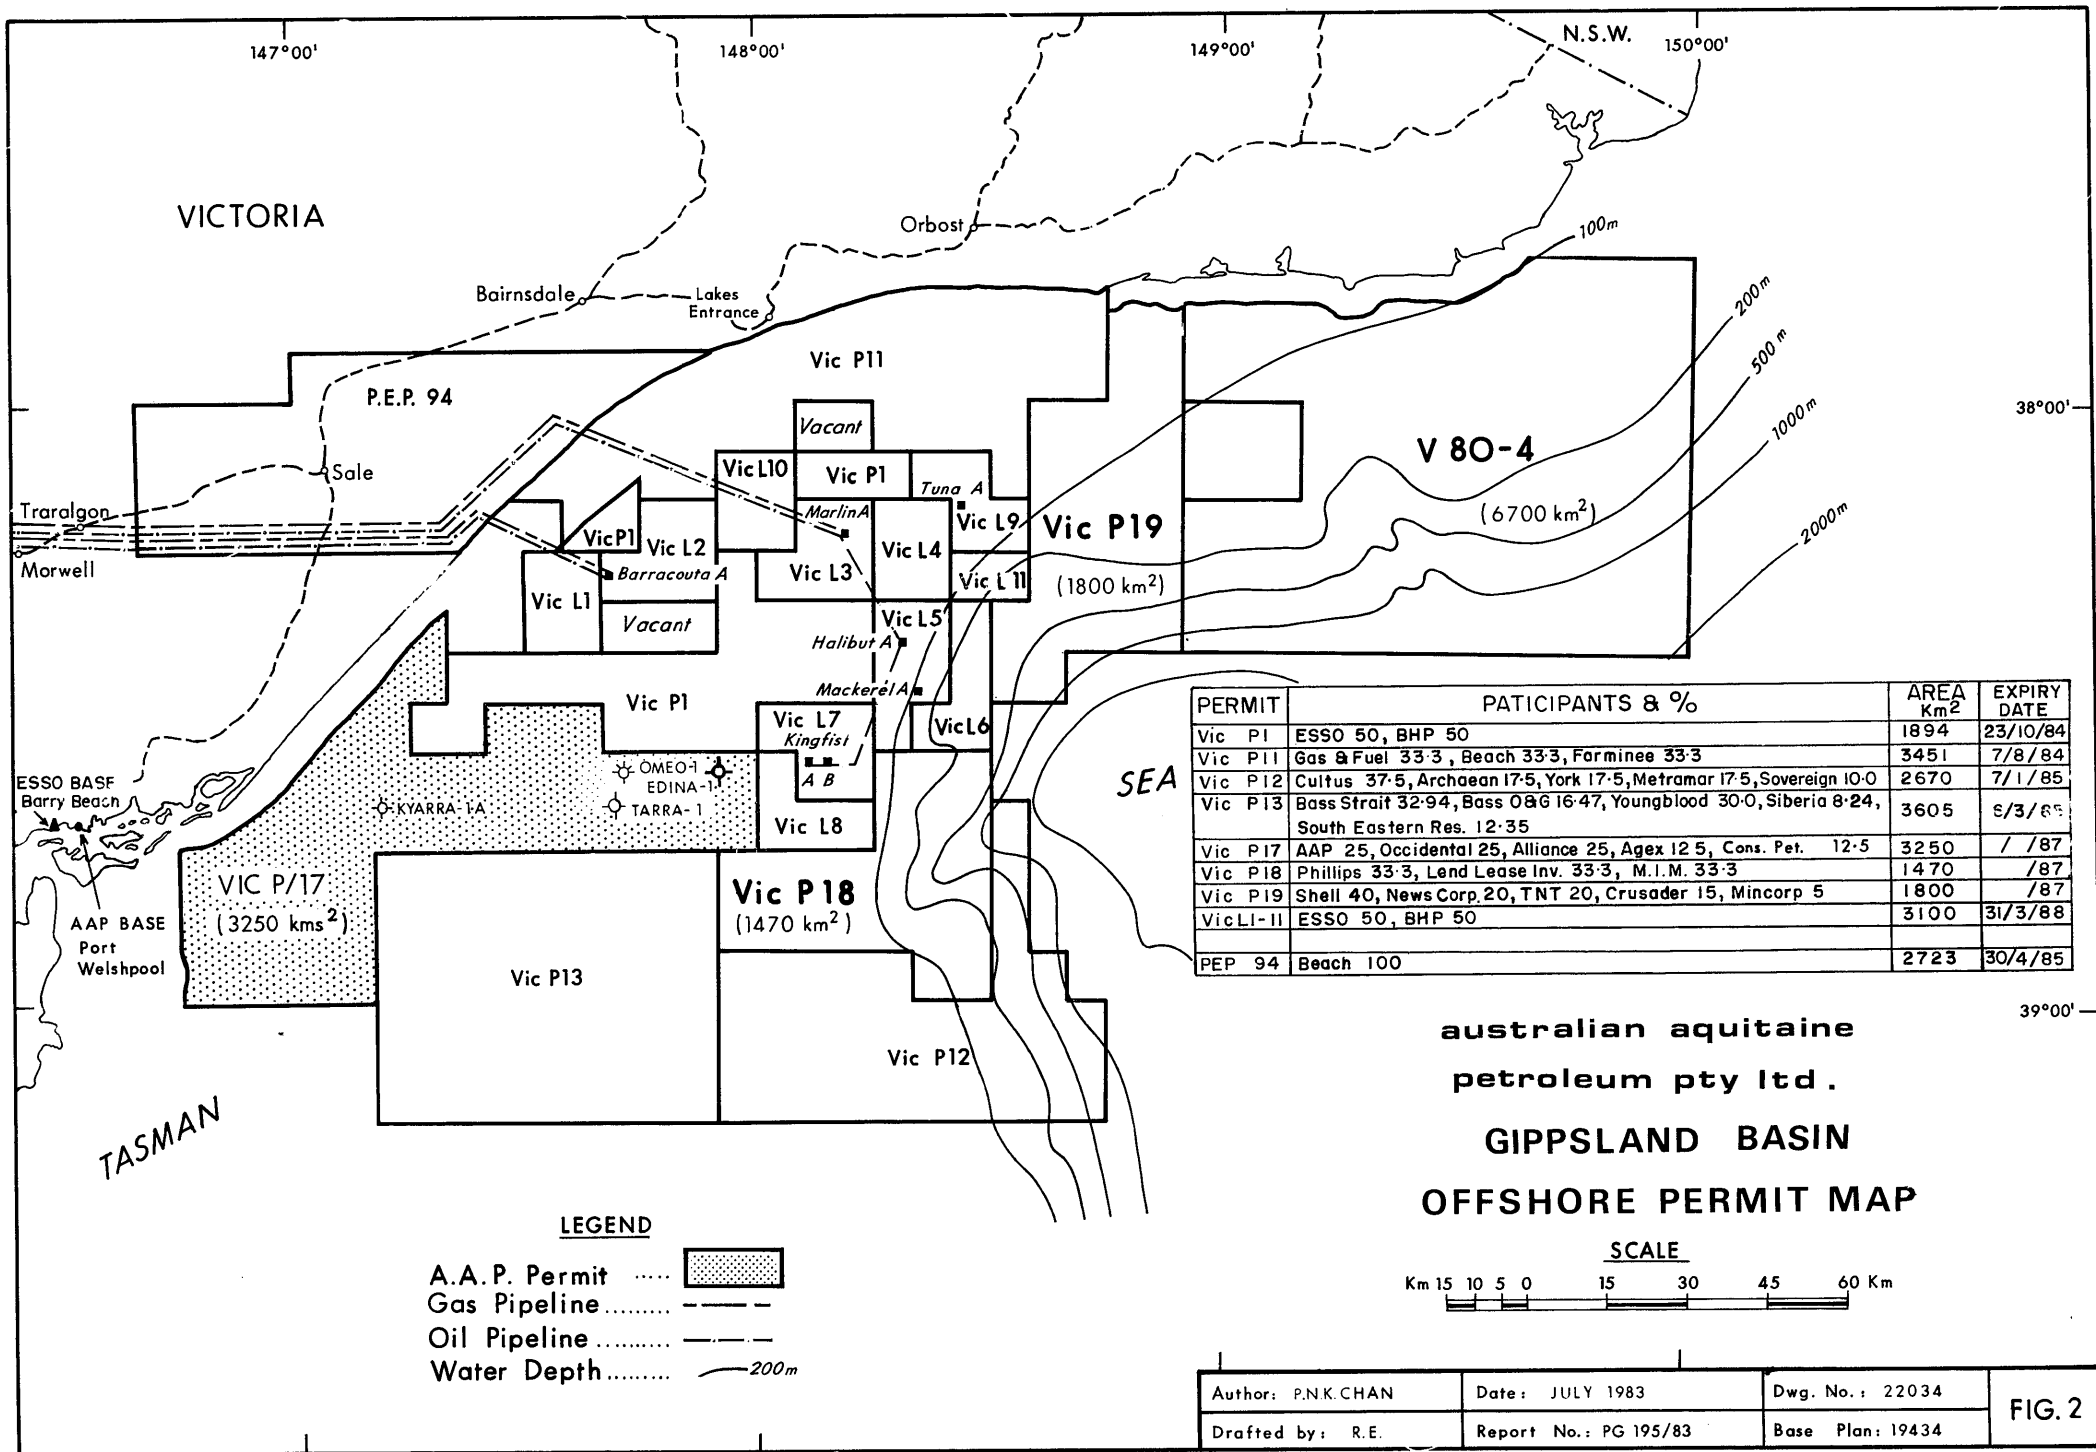 147°00'
148°00'
149°00'
N.S.W.
150°00'
VICTORIA
Orbost
100m
Bairnsdale
Lakes
Entrance
200m
500m
1000m
2000m
Vic P11
P.E.P. 94
38°00'
Vacant
V 80-4
(6700 km²)
Vic L10
Vic P1
Sale
Tuna A
Traralgon
Marlin A
Vic L9
Vic P19
(1800 km²)
Vic P1
Vic L2
Vic L4
Morwell
Barracouta A
Vic L3
Vic L11
Vic L1
Vacant
Vic L5
Halibut A
Mackerel A
Vic P1
Vic L7
Kingfist
A B
Vic L6
SEA
OMEO-1
EDINA-1
TARRA-1
KYARRA-1A
ESSO BASE
Barry Beach
Vic L8
VIC P/17
(3250 kms²)
Vic P18
(1470 km²)
AAP BASE
Port
Welshpool
Vic P13
Vic P12
TASMAN
PERMIT PATICIPANTS & % AREA Km2 EXPIRY DATE
Vic P1 ESSO 50, BHP 50 1894 23/10/84
Vic P11 Gas & Fuel 33·3, Beach 33·3, Farminee 33·3 3451 7/8/84
Vic P12 Cultus 37·5, Archaean 17·5, York 17·5, Metramar 17·5, Sovereign 10·0 2670 7/1/85
Vic P13 Bass Strait 32·94, Bass O&G 16·47, Youngblood 30·0, Siberia 8·24,
South Eastern Res. 12·35 3605
Vic P17 AAP 25, Occidental 25, Alliance 25, Agex 12 5, Cons. Pet. 12·5 3250 / /87
Vic P18 Phillips 33·3, Lend Lease Inv. 33·3, M.I.M. 33·3 1470 /87
Vic P19 Shell 40, News Corp. 20, TNT 20, Crusader 15, Mincorp 5 1800 /87
Vic L1-11 ESSO 50, BHP 50 3100 31/3/88
PEP 94 Beach 100 2723 30/4/85
39°00'
australian aquitaine
petroleum pty ltd.
GIPPSLAND BASIN
OFFSHORE PERMIT MAP
SCALE
Km 15 10 5 0 15 30 45 60 Km
LEGEND
A.A.P. Permit .....
Gas Pipeline.........
Oil Pipeline ..........
Water Depth......... 200m
Author: P.N.K. CHAN
Date: JULY 1983
Dwg. No.: 22034
FIG. 2
Drafted by: R.E.
Report No.: PG 195/83
Base Plan: 19434